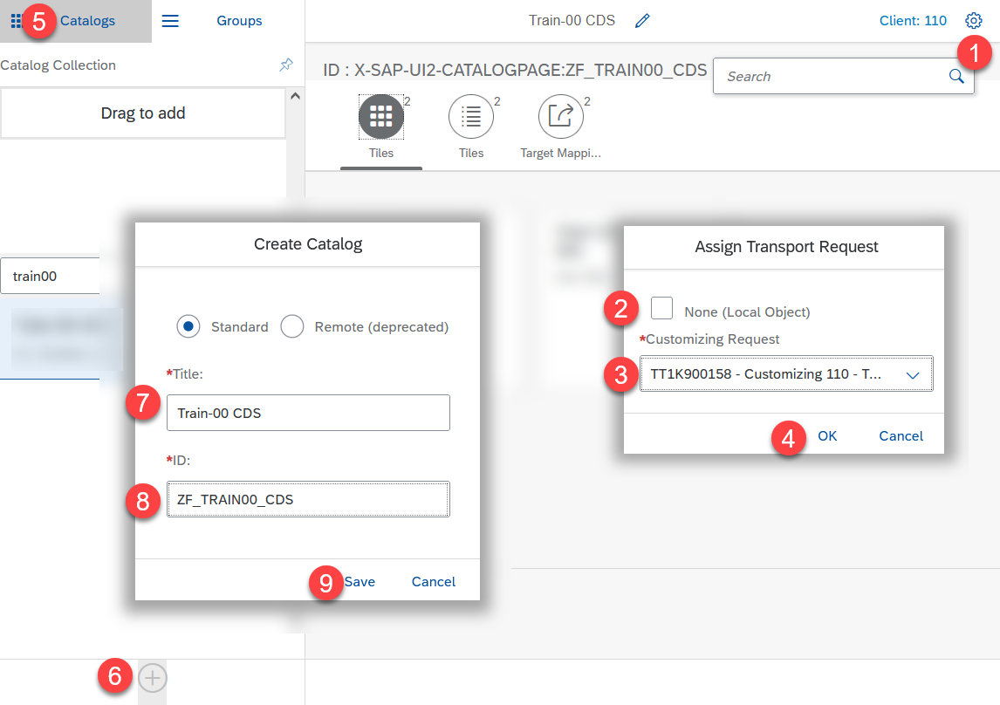 5 Catalogs
Groups
Train-00 CDS
Client: 110
1
Catalog Collection
ID : X-SAP-UI2-CATALOGPAGE:ZF_TRAIN00_CDS
Search
Drag to add
2
2
2
Tiles
Tiles
Target Mappi...
train00
Create Catalog
Standard
Remote (deprecated)
*Title:
7
Train-00 CDS
*ID:
8
ZF_TRAIN00_CDS
9 Save
Cancel
Assign Transport Request
2
None (Local Object)
*Customizing Request
3
TT1K900158 - Customizing 110 - T...
4 OK
Cancel
6